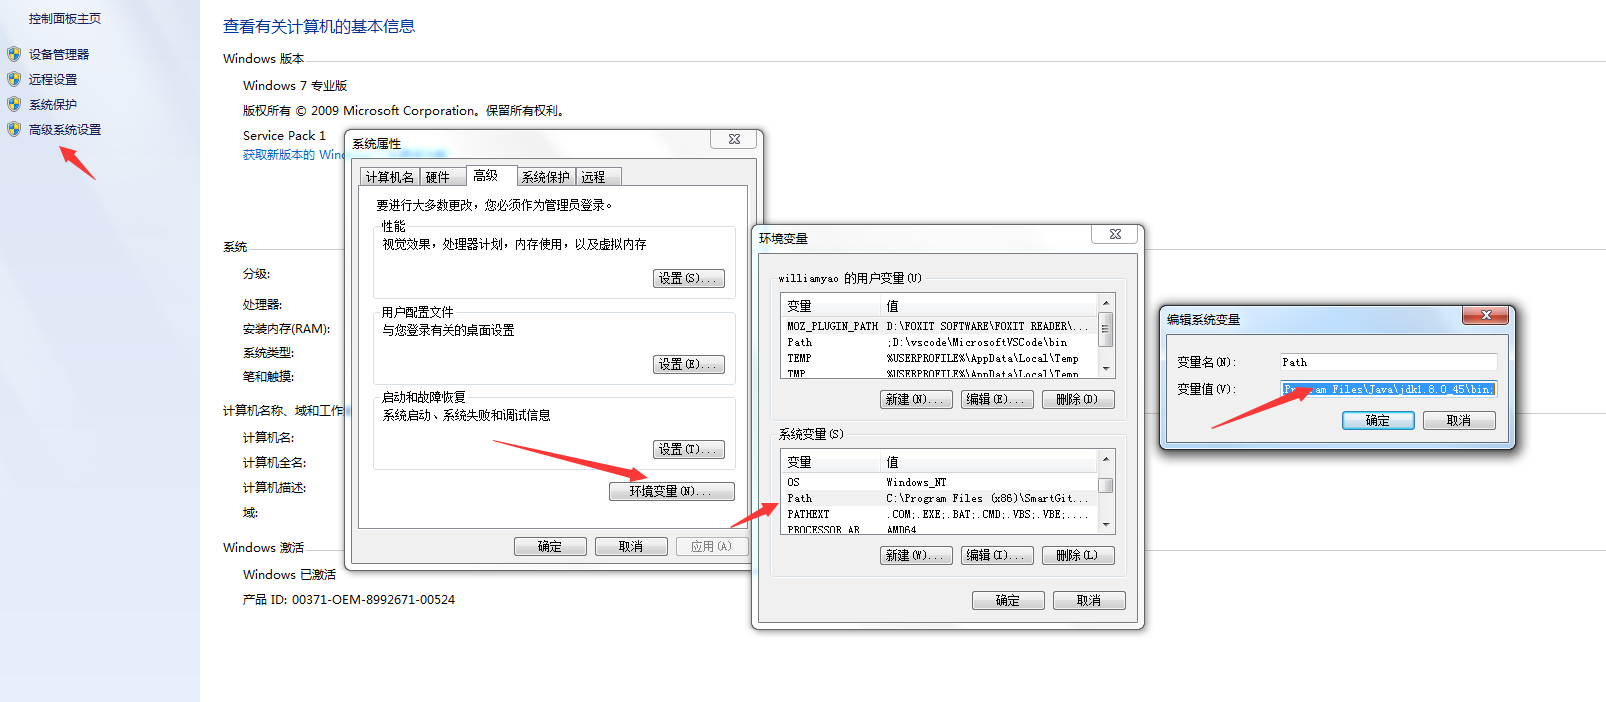 控制面板主页
设备管理器
远程设置
系统保护
高级系统设置
查看有关计算机的基本信息
Windows 版本
Windows 7 专业版
版权所有 © 2009 Microsoft Corporation。保留所有权利。
Service Pack 1
获取新版本的
系统
分级:
处理器:
安装内存(RAM):
系统类型:
笔和触摸:
计算机名称、域和工作
计算机名:
计算机全名:
计算机描述:
域:
Windows 激活
Windows 已激活
产品 ID: 00371-OEM-8992671-00524
系统属性
计算机名 硬件 高级 系统保护 远程
要进行大多数更改，您必须作为管理员登录。
性能
视觉效果，处理器计划，内存使用，以及虚拟内存
设置(S)...
用户配置文件
与您登录有关的桌面设置
设置(E)...
启动和故障恢复
系统启动、系统失败和调试信息
设置(T)...
环境变量(N)...
确定 取消 应用(A)
环境变量
williamyao 的用户变量(U)
变量 值
MOZ_PLUGIN_PATH D:\FOXIT SOFTWARE\FOXIT READER\...
Path ;D:\vscode\MicrosoftVSCode\bin
TEMP %USERPROFILE%\AppData\Local\Temp
TMP %USERPROFILE%\AppData\Local\Temp
新建(N)... 编辑(E)... 删除(D)
系统变量(S)
变量 值
OS Windows_NT
Path C:\Program Files (x86)\SmartGit...
PATHEXT .COM;.EXE;.BAT;.CMD;.VBS;.VBE;....
PROCESSOR_AR AMD64
新建(W)... 编辑(I)... 删除(L)
确定 取消
编辑系统变量
变量名(N): Path
变量值(V): Program Files\Java\jdk1.8.0_45\bin;
确定 取消